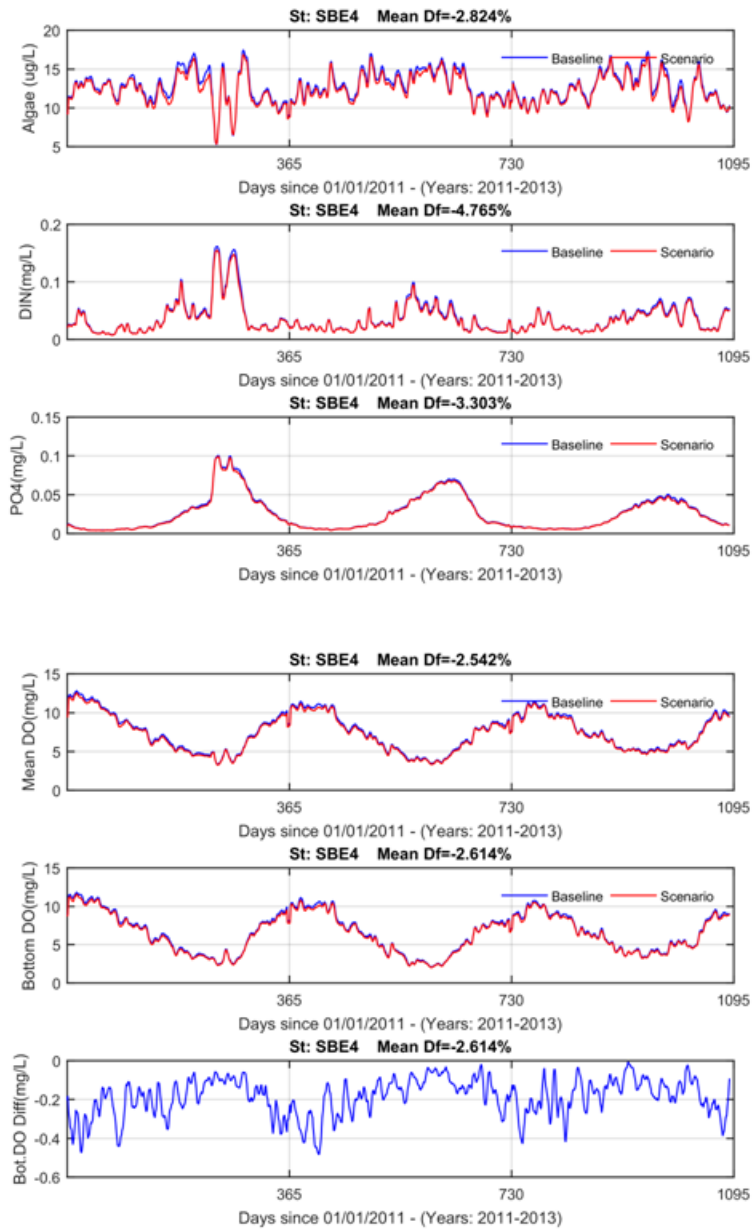 St: SBE4 Mean Df=-2.824%
20
15
10
5
Algae (ug/L)
Baseline Scenario
365 730 1095
Days since 01/01/2011 - (Years: 2011-2013)
St: SBE4 Mean Df=-4.765%
0.2
0.1
0
DIN(mg/L)
Baseline Scenario
365 730 1095
Days since 01/01/2011 - (Years: 2011-2013)
St: SBE4 Mean Df=-3.303%
0.15
0.1
0.05
0
PO4(mg/L)
Baseline Scenario
365 730 1095
Days since 01/01/2011 - (Years: 2011-2013)
St: SBE4 Mean Df=-2.542%
15
10
5
0
Mean DO(mg/L)
Baseline Scenario
365 730 1095
Days since 01/01/2011 - (Years: 2011-2013)
St: SBE4 Mean Df=-2.614%
15
10
5
0
Bottom DO(mg/L)
Baseline Scenario
365 730 1095
Days since 01/01/2011 - (Years: 2011-2013)
St: SBE4 Mean Df=-2.614%
0
-0.2
-0.4
-0.6
Bot.DO Diff(mg/L)
365 730 1095
Days since 01/01/2011 - (Years: 2011-2013)